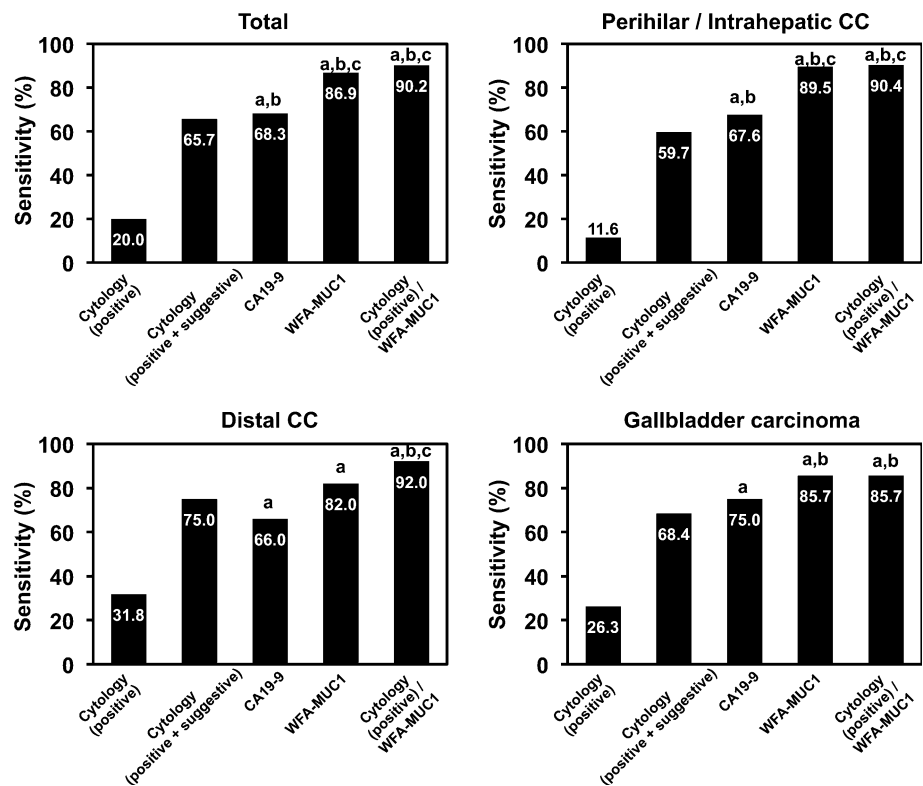 Total
Sensitivity (%)
100
80
60
40
20
0
20.0
65.7
a,b
68.3
a,b,c
86.9
a,b,c
90.2
Cytology
(positive)
Cytology
(positive + suggestive)
CA19-9
WFA-MUC1
Cytology
(positive) /
WFA-MUC1
Perihilar / Intrahepatic CC
Sensitivity (%)
100
80
60
40
20
0
11.6
59.7
a,b
67.6
a,b,c
89.5
a,b,c
90.4
Cytology
(positive)
Cytology
(positive + suggestive)
CA19-9
WFA-MUC1
Cytology
(positive) /
WFA-MUC1
Distal CC
Sensitivity (%)
100
80
60
40
20
0
31.8
75.0
a
66.0
a
82.0
a,b,c
92.0
Cytology
(positive)
Cytology
(positive + suggestive)
CA19-9
WFA-MUC1
Cytology
(positive) /
WFA-MUC1
Gallbladder carcinoma
Sensitivity (%)
100
80
60
40
20
0
26.3
68.4
a
75.0
a,b
85.7
a,b
85.7
Cytology
(positive)
Cytology
(positive + suggestive)
CA19-9
WFA-MUC1
Cytology
(positive) /
WFA-MUC1